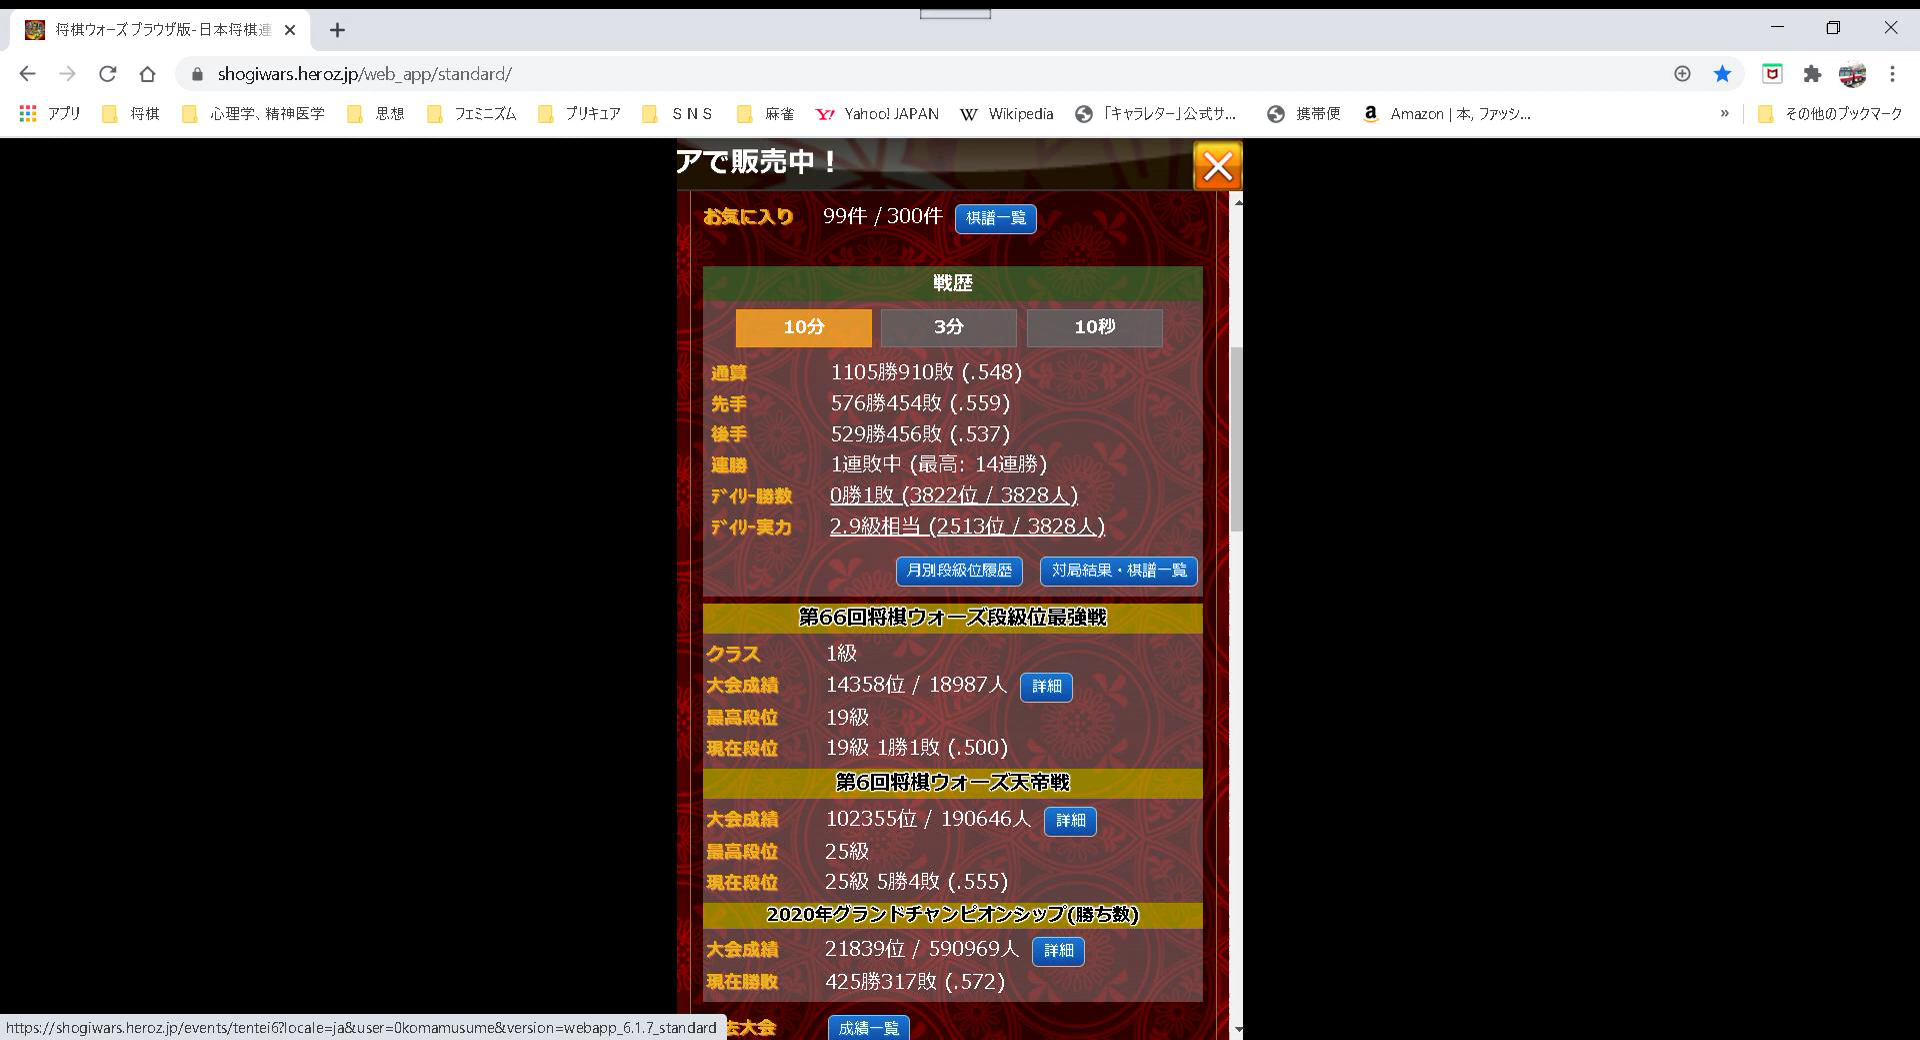 将棋ウォーズ ブラウザ版-日本将棋連
shogiwars.heroz.jp/web_app/standard/
アプリ 将棋 心理学、精神医学 思想 フェミニズム プリキュア ＳＮＳ 麻雀 Yahoo! JAPAN Wikipedia 「キャラレター」公式サ... 携帯便 Amazon | 本, ファッシ... » その他のブックマーク
アで販売中！
お気に入り 99件 / 300件 棋譜一覧
戦歴
10分 3分 10秒
通算 1105勝910敗 (.548)
先手 576勝454敗 (.559)
後手 529勝456敗 (.537)
連勝 1連敗中 (最高: 14連勝)
ﾃﾞｲﾘｰ勝数 0勝1敗 (3822位 / 3828人)
ﾃﾞｲﾘｰ実力 2.9級相当 (2513位 / 3828人)
月別段級位履歴 対局結果・棋譜一覧
第66回将棋ウォーズ段級位最強戦
クラス 1級
大会成績 14358位 / 18987人 詳細
最高段位 19級
現在段位 19級 1勝1敗 (.500)
第6回将棋ウォーズ天帝戦
大会成績 102355位 / 190646人 詳細
最高段位 25級
現在段位 25級 5勝4敗 (.555)
2020年グランドチャンピオンシップ(勝ち数)
大会成績 21839位 / 590969人 詳細
現在勝敗 425勝317敗 (.572)
去大会 成績一覧
https://shogiwars.heroz.jp/events/tentei6?locale=ja&user=0komamusume&version=webapp_6.1.7_standard